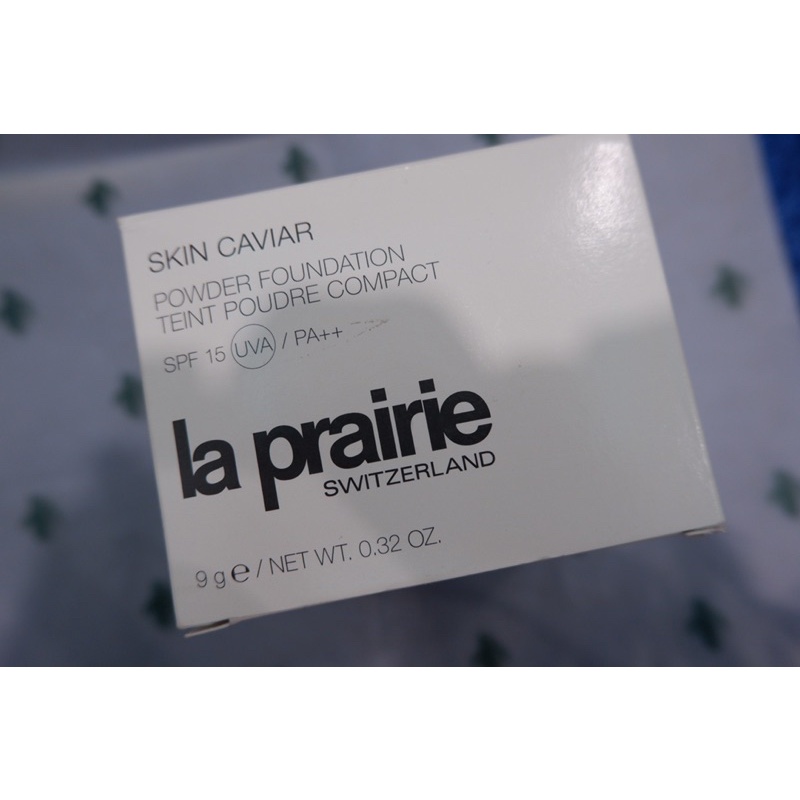 SKIN CAVIAR
POWDER FOUNDATION
TEINT POUDRE COMPACT
SPF 15 UVA / PA++
la prairie
SWITZERLAND
9 g ℮ / NET WT. 0.32 OZ.